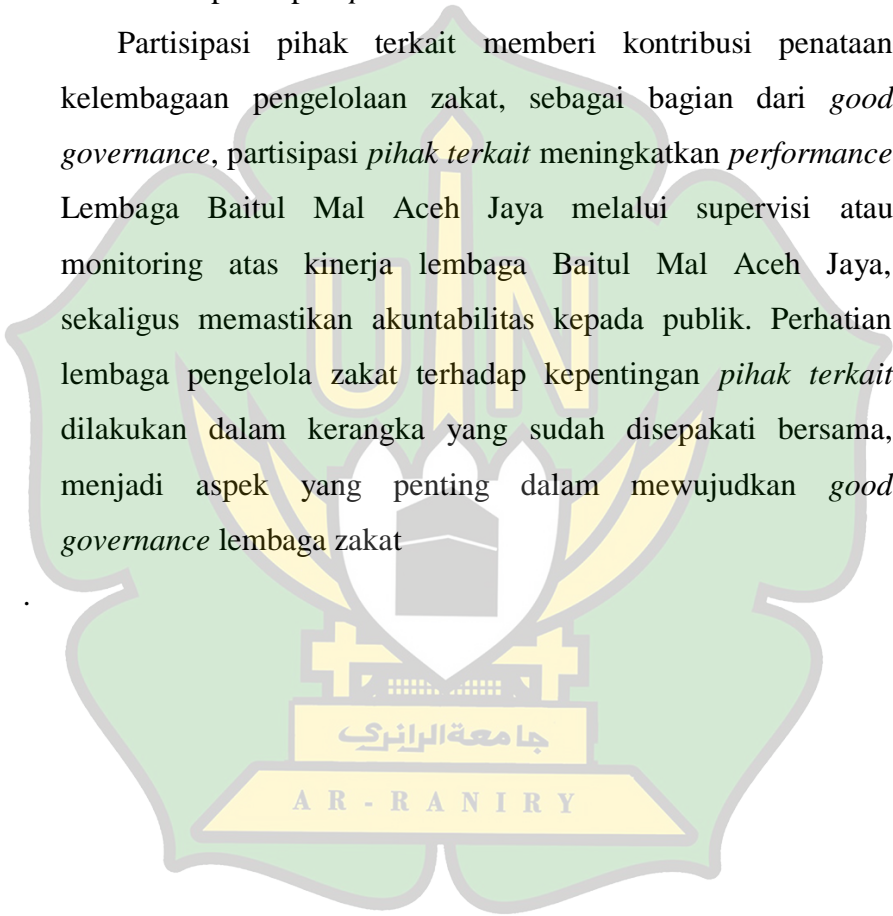 Partisipasi pihak terkait memberi kontribusi penataan
kelembagaan pengelolaan zakat, sebagai bagian dari good
governance, partisipasi pihak terkait meningkatkan performance
Lembaga Baitul Mal Aceh Jaya melalui supervisi atau
monitoring atas kinerja lembaga Baitul Mal Aceh Jaya,
sekaligus memastikan akuntabilitas kepada publik. Perhatian
lembaga pengelola zakat terhadap kepentingan pihak terkait
dilakukan dalam kerangka yang sudah disepakati bersama,
menjadi aspek yang penting dalam mewujudkan good
governance lembaga zakat
.
UIN
جامعة الرانري
AR-RANIRY